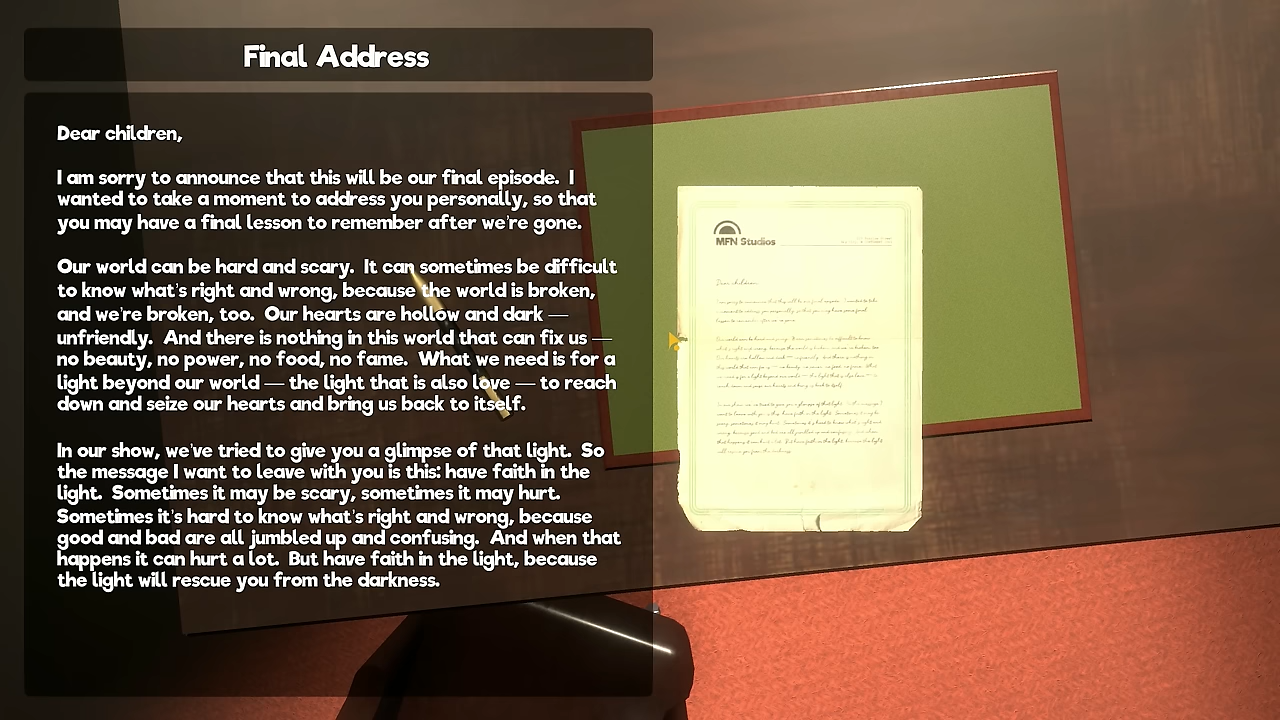 Final Address
Dear children,
I am sorry to announce that this will be our final episode. I
wanted to take a moment to address you personally, so that
you may have a final lesson to remember after we're gone.
Our world can be hard and scary. It can sometimes be difficult
to know what's right and wrong, because the world is broken,
and we're broken, too. Our hearts are hollow and dark —
unfriendly. And there is nothing in this world that can fix us —
no beauty, no power, no food, no fame. What we need is for a
light beyond our world — the light that is also love — to reach
down and seize our hearts and bring us back to itself.
In our show, we've tried to give you a glimpse of that light. So
the message I want to leave with you is this: have faith in the
light. Sometimes it may be scary, sometimes it may hurt.
Sometimes it's hard to know what's right and wrong, because
good and bad are all jumbled up and confusing. And when that
happens it can hurt a lot. But have faith in the light, because
the light will rescue you from the darkness.
MFN Studios
Dear children,